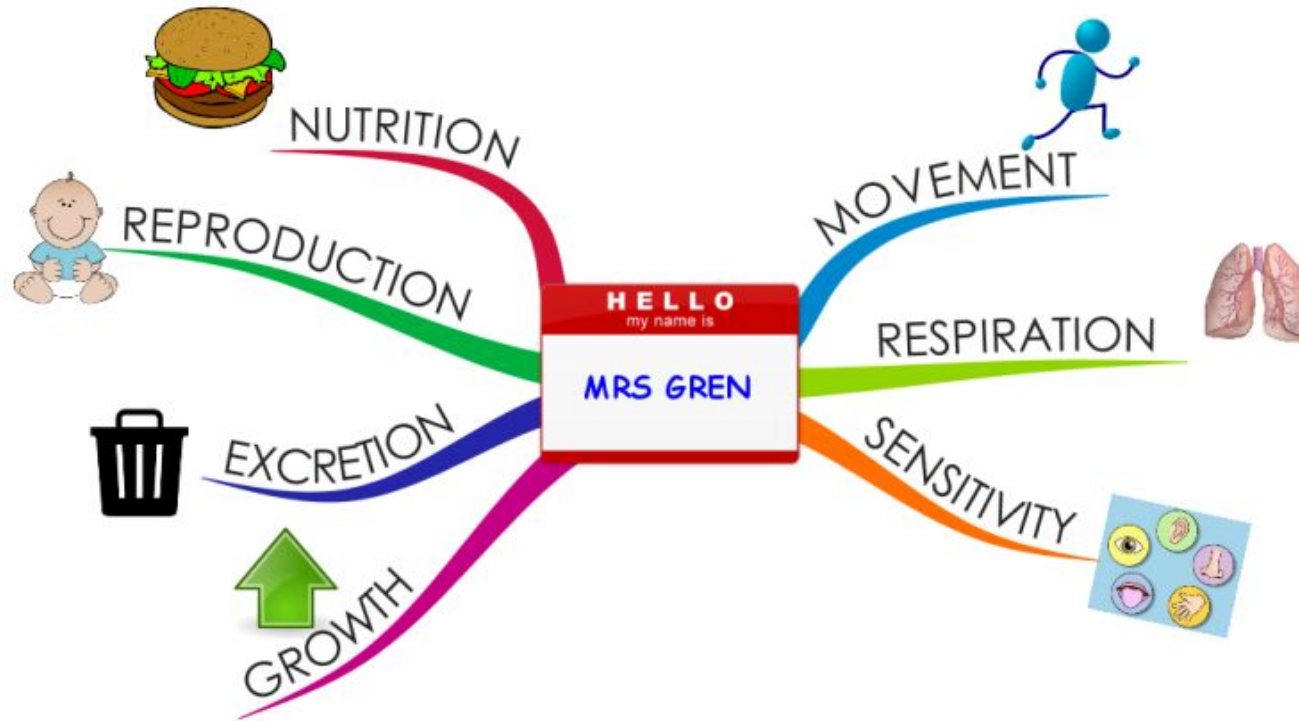 HELLO
my name is
MRS GREN
MOVEMENT
RESPIRATION
SENSITIVITY
GROWTH
EXCRETION
REPRODUCTION
NUTRITION